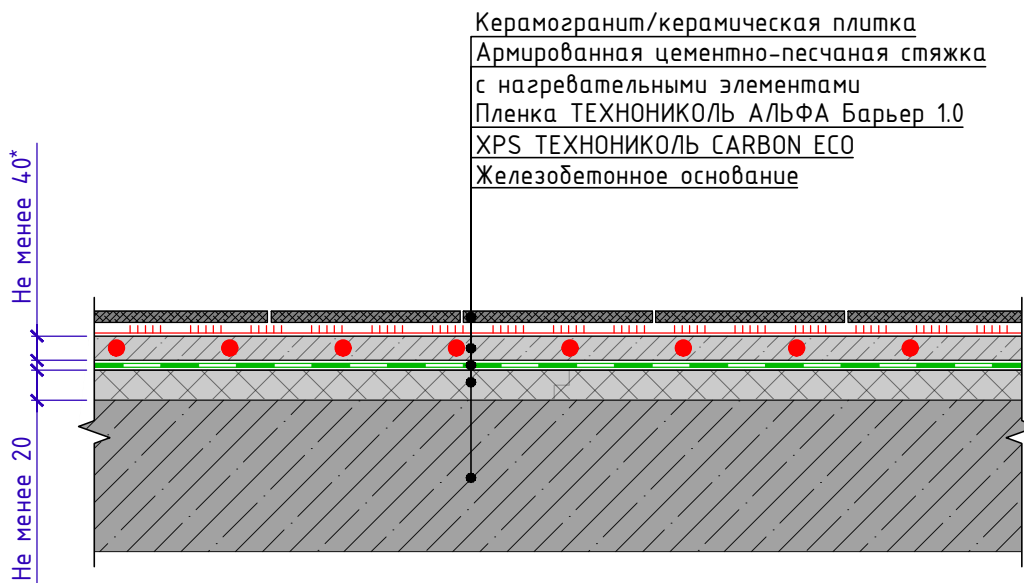 Керамогранит/керамическая плитка
Армированная цементно-песчаная стяжка
с нагревательными элементами
Пленка ТЕХНОНИКОЛЬ АЛЬФА Барьер 1.0
XPS ТЕХНОНИКОЛЬ CARBON ECO
Железобетонное основание
Не менее 40*
Не менее 20